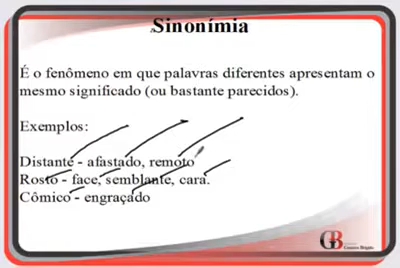 Sinonímia
É o fenômeno em que palavras diferentes apresentam o
mesmo significado (ou bastante parecidos).
Exemplos:
Distante - afastado, remoto
Rosto - face, semblante, cara.
Cômico - engraçado
GB